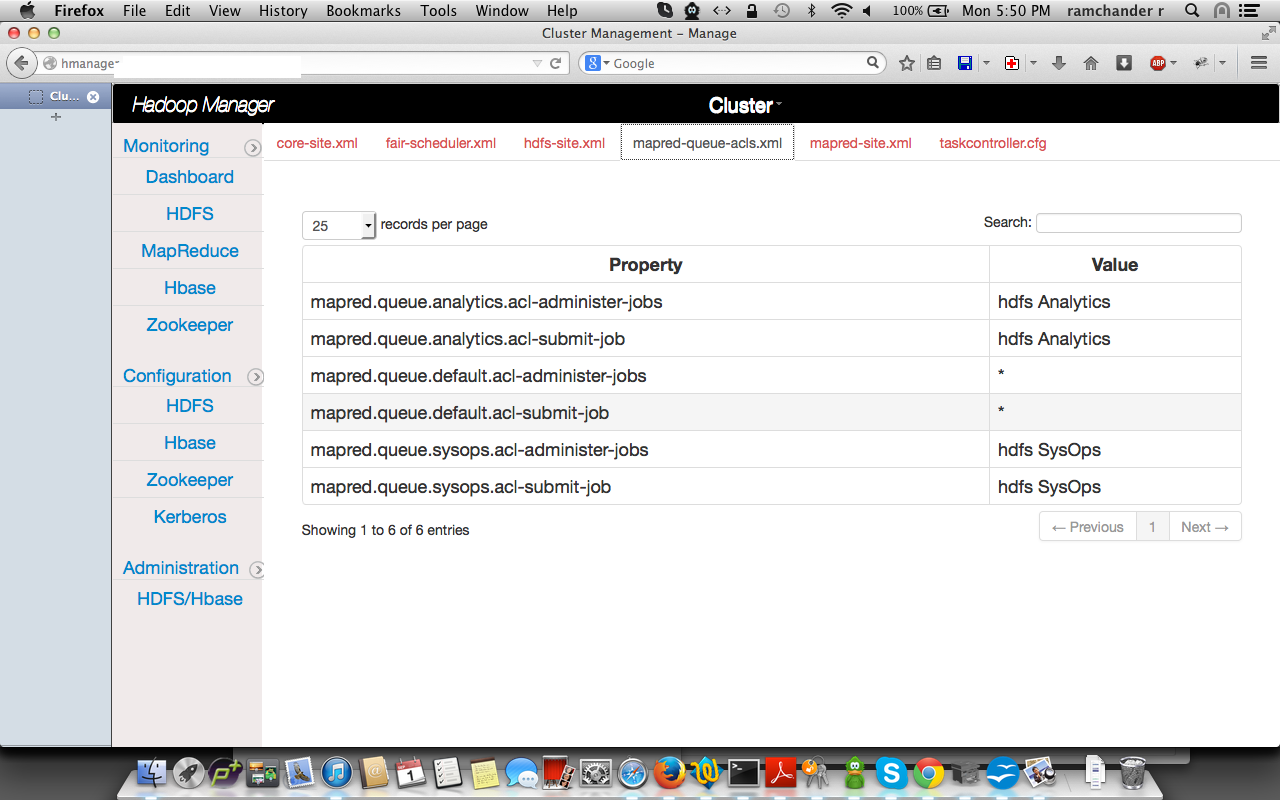 Firefox File Edit View History Bookmarks Tools Window Help 100% Mon 5:50 PM ramchander r
Cluster Management - Manage
hmanage
Google
ABP
Clu...
Hadoop Manager
Cluster
Monitoring
Dashboard
HDFS
MapReduce
Hbase
Zookeeper
Configuration
HDFS
Hbase
Zookeeper
Kerberos
Administration
HDFS/Hbase
core-site.xml fair-scheduler.xml hdfs-site.xml mapred-queue-acls.xml mapred-site.xml taskcontroller.cfg
25 records per page Search:
Property Value
mapred.queue.analytics.acl-administer-jobs hdfs Analytics
mapred.queue.analytics.acl-submit-job hdfs Analytics
mapred.queue.default.acl-administer-jobs *
mapred.queue.default.acl-submit-job *
mapred.queue.sysops.acl-administer-jobs hdfs SysOps
mapred.queue.sysops.acl-submit-job hdfs SysOps
Showing 1 to 6 of 6 entries
← Previous 1 Next →